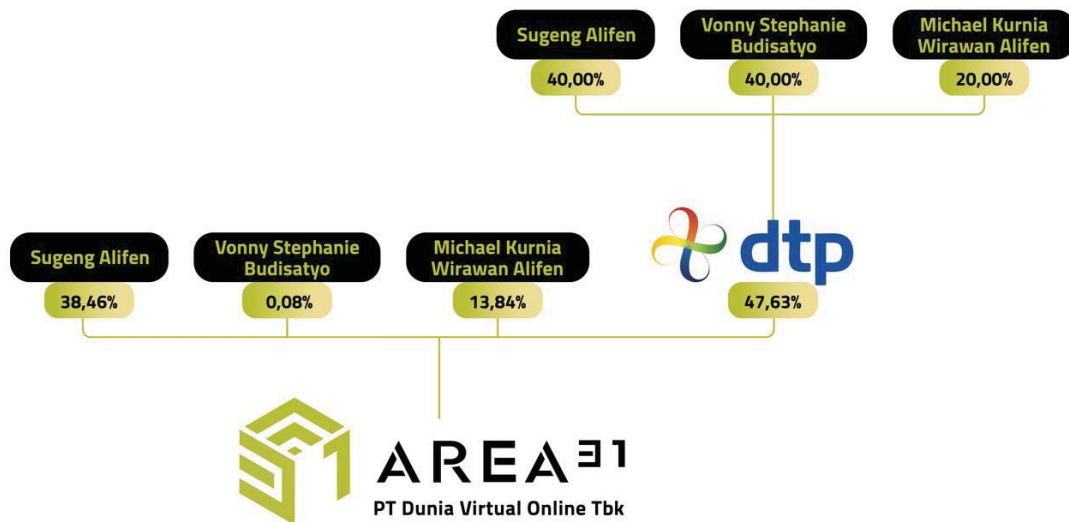 Sugeng Alifen
Vonny Stephanie
Budisatyo
Michael Kurnia
Wirawan Alifen
40,00%
40,00%
20,00%
dtp
Sugeng Alifen
Vonny Stephanie
Budisatyo
Michael Kurnia
Wirawan Alifen
38,46%
0,08%
13,84%
47,63%
AREA31
PT Dunia Virtual Online Tbk